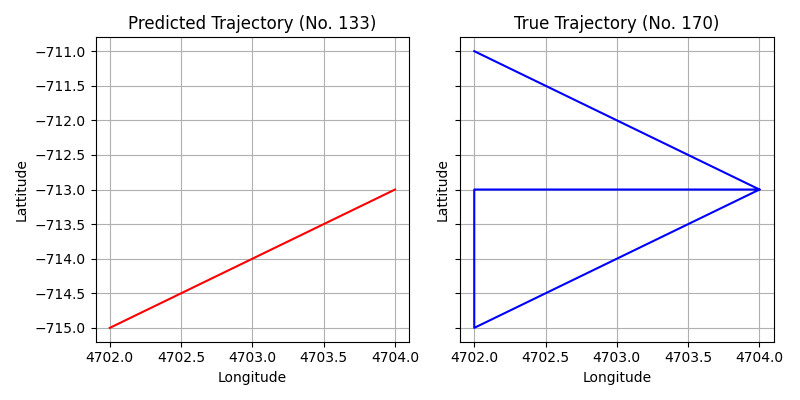 Predicted Trajectory (No. 133)
True Trajectory (No. 170)
−711.0
−711.5
−712.0
−712.5
−713.0
−713.5
−714.0
−714.5
−715.0
Lattitude
Lattitude
4702.0 4702.5 4703.0 4703.5 4704.0
4702.0 4702.5 4703.0 4703.5 4704.0
Longitude
Longitude